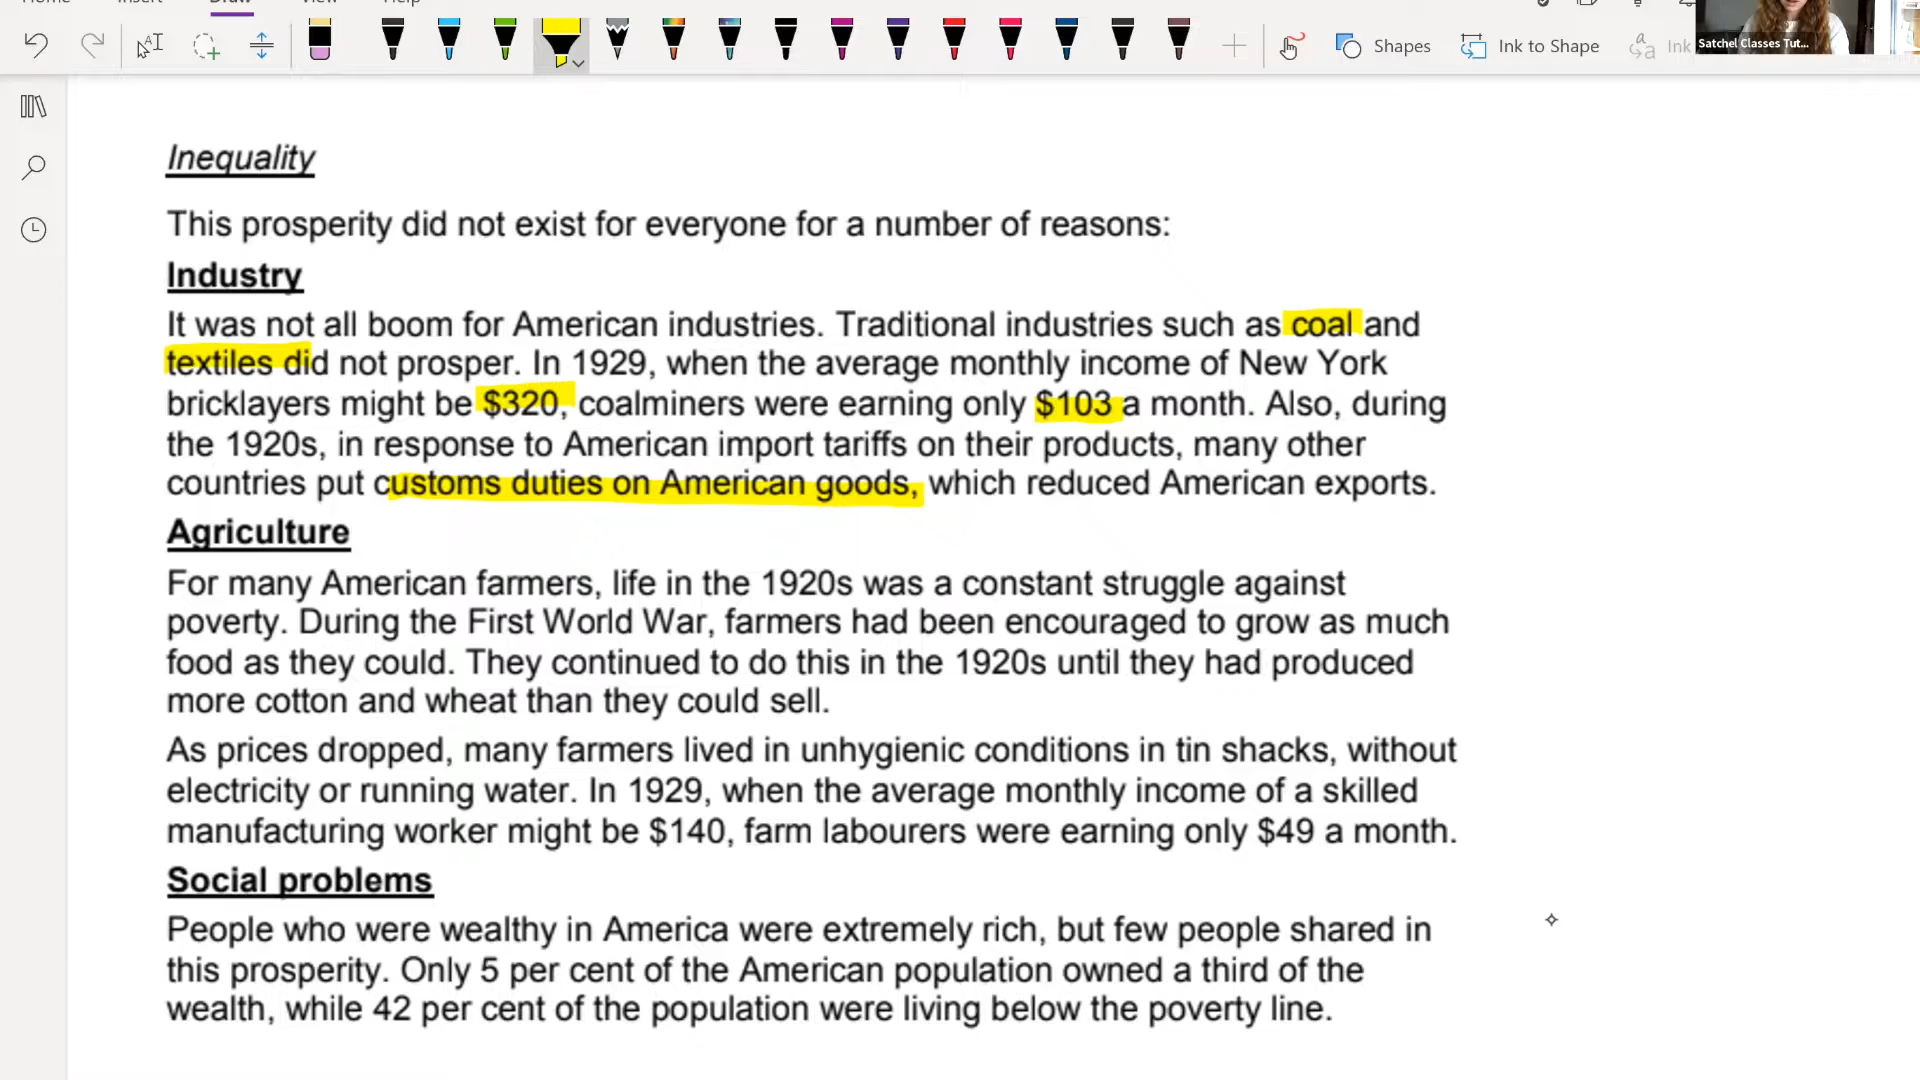 Home Insert Draw View Help
Shapes Ink to Shape Ink
Satchel Classes Tut...
Inequality
This prosperity did not exist for everyone for a number of reasons:
Industry
It was not all boom for American industries. Traditional industries such as coal and
textiles did not prosper. In 1929, when the average monthly income of New York
bricklayers might be $320, coalminers were earning only $103 a month. Also, during
the 1920s, in response to American import tariffs on their products, many other
countries put customs duties on American goods, which reduced American exports.
Agriculture
For many American farmers, life in the 1920s was a constant struggle against
poverty. During the First World War, farmers had been encouraged to grow as much
food as they could. They continued to do this in the 1920s until they had produced
more cotton and wheat than they could sell.
As prices dropped, many farmers lived in unhygienic conditions in tin shacks, without
electricity or running water. In 1929, when the average monthly income of a skilled
manufacturing worker might be $140, farm labourers were earning only $49 a month.
Social problems
People who were wealthy in America were extremely rich, but few people shared in
this prosperity. Only 5 per cent of the American population owned a third of the
wealth, while 42 per cent of the population were living below the poverty line.